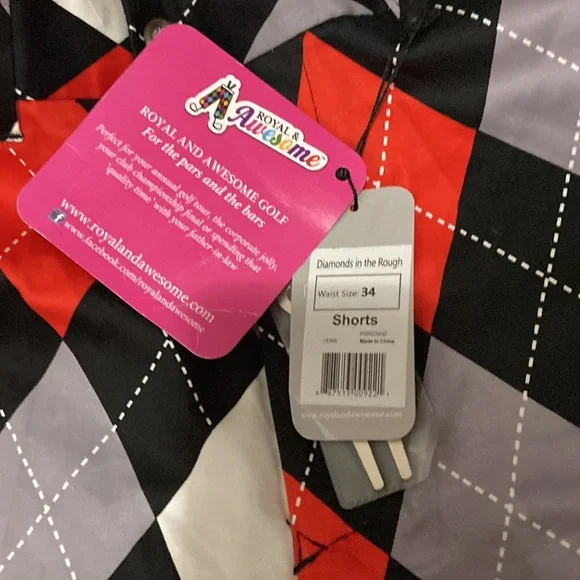 ROYAL &
Awesome
ROYAL AND AWESOME GOLF
For the pars and the bars
Perfect for your annual golf tour, the corporate jolly,
your club championship final or spending that
'quality time' with your father-in-law
www.royalandawesome.com
www.facebook.com/royalandawesome
Diamonds in the Rough
Waist Size: 34
Shorts
Made in China
www.royalandawesome.com